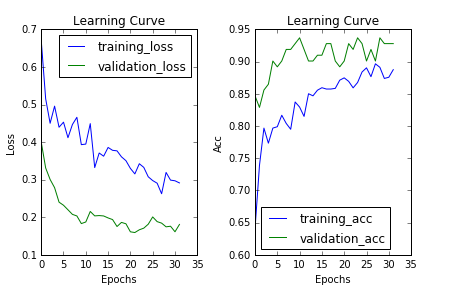 Learning Curve
0.7
0.6
0.5
0.4
0.3
0.2
0.1
Loss
training_loss
validation_loss
0 5 10 15 20 25 30 35
Epochs
Learning Curve
0.95
0.90
0.85
0.80
0.75
0.70
0.65
0.60
Acc
training_acc
validation_acc
0 5 10 15 20 25 30 35
Epochs